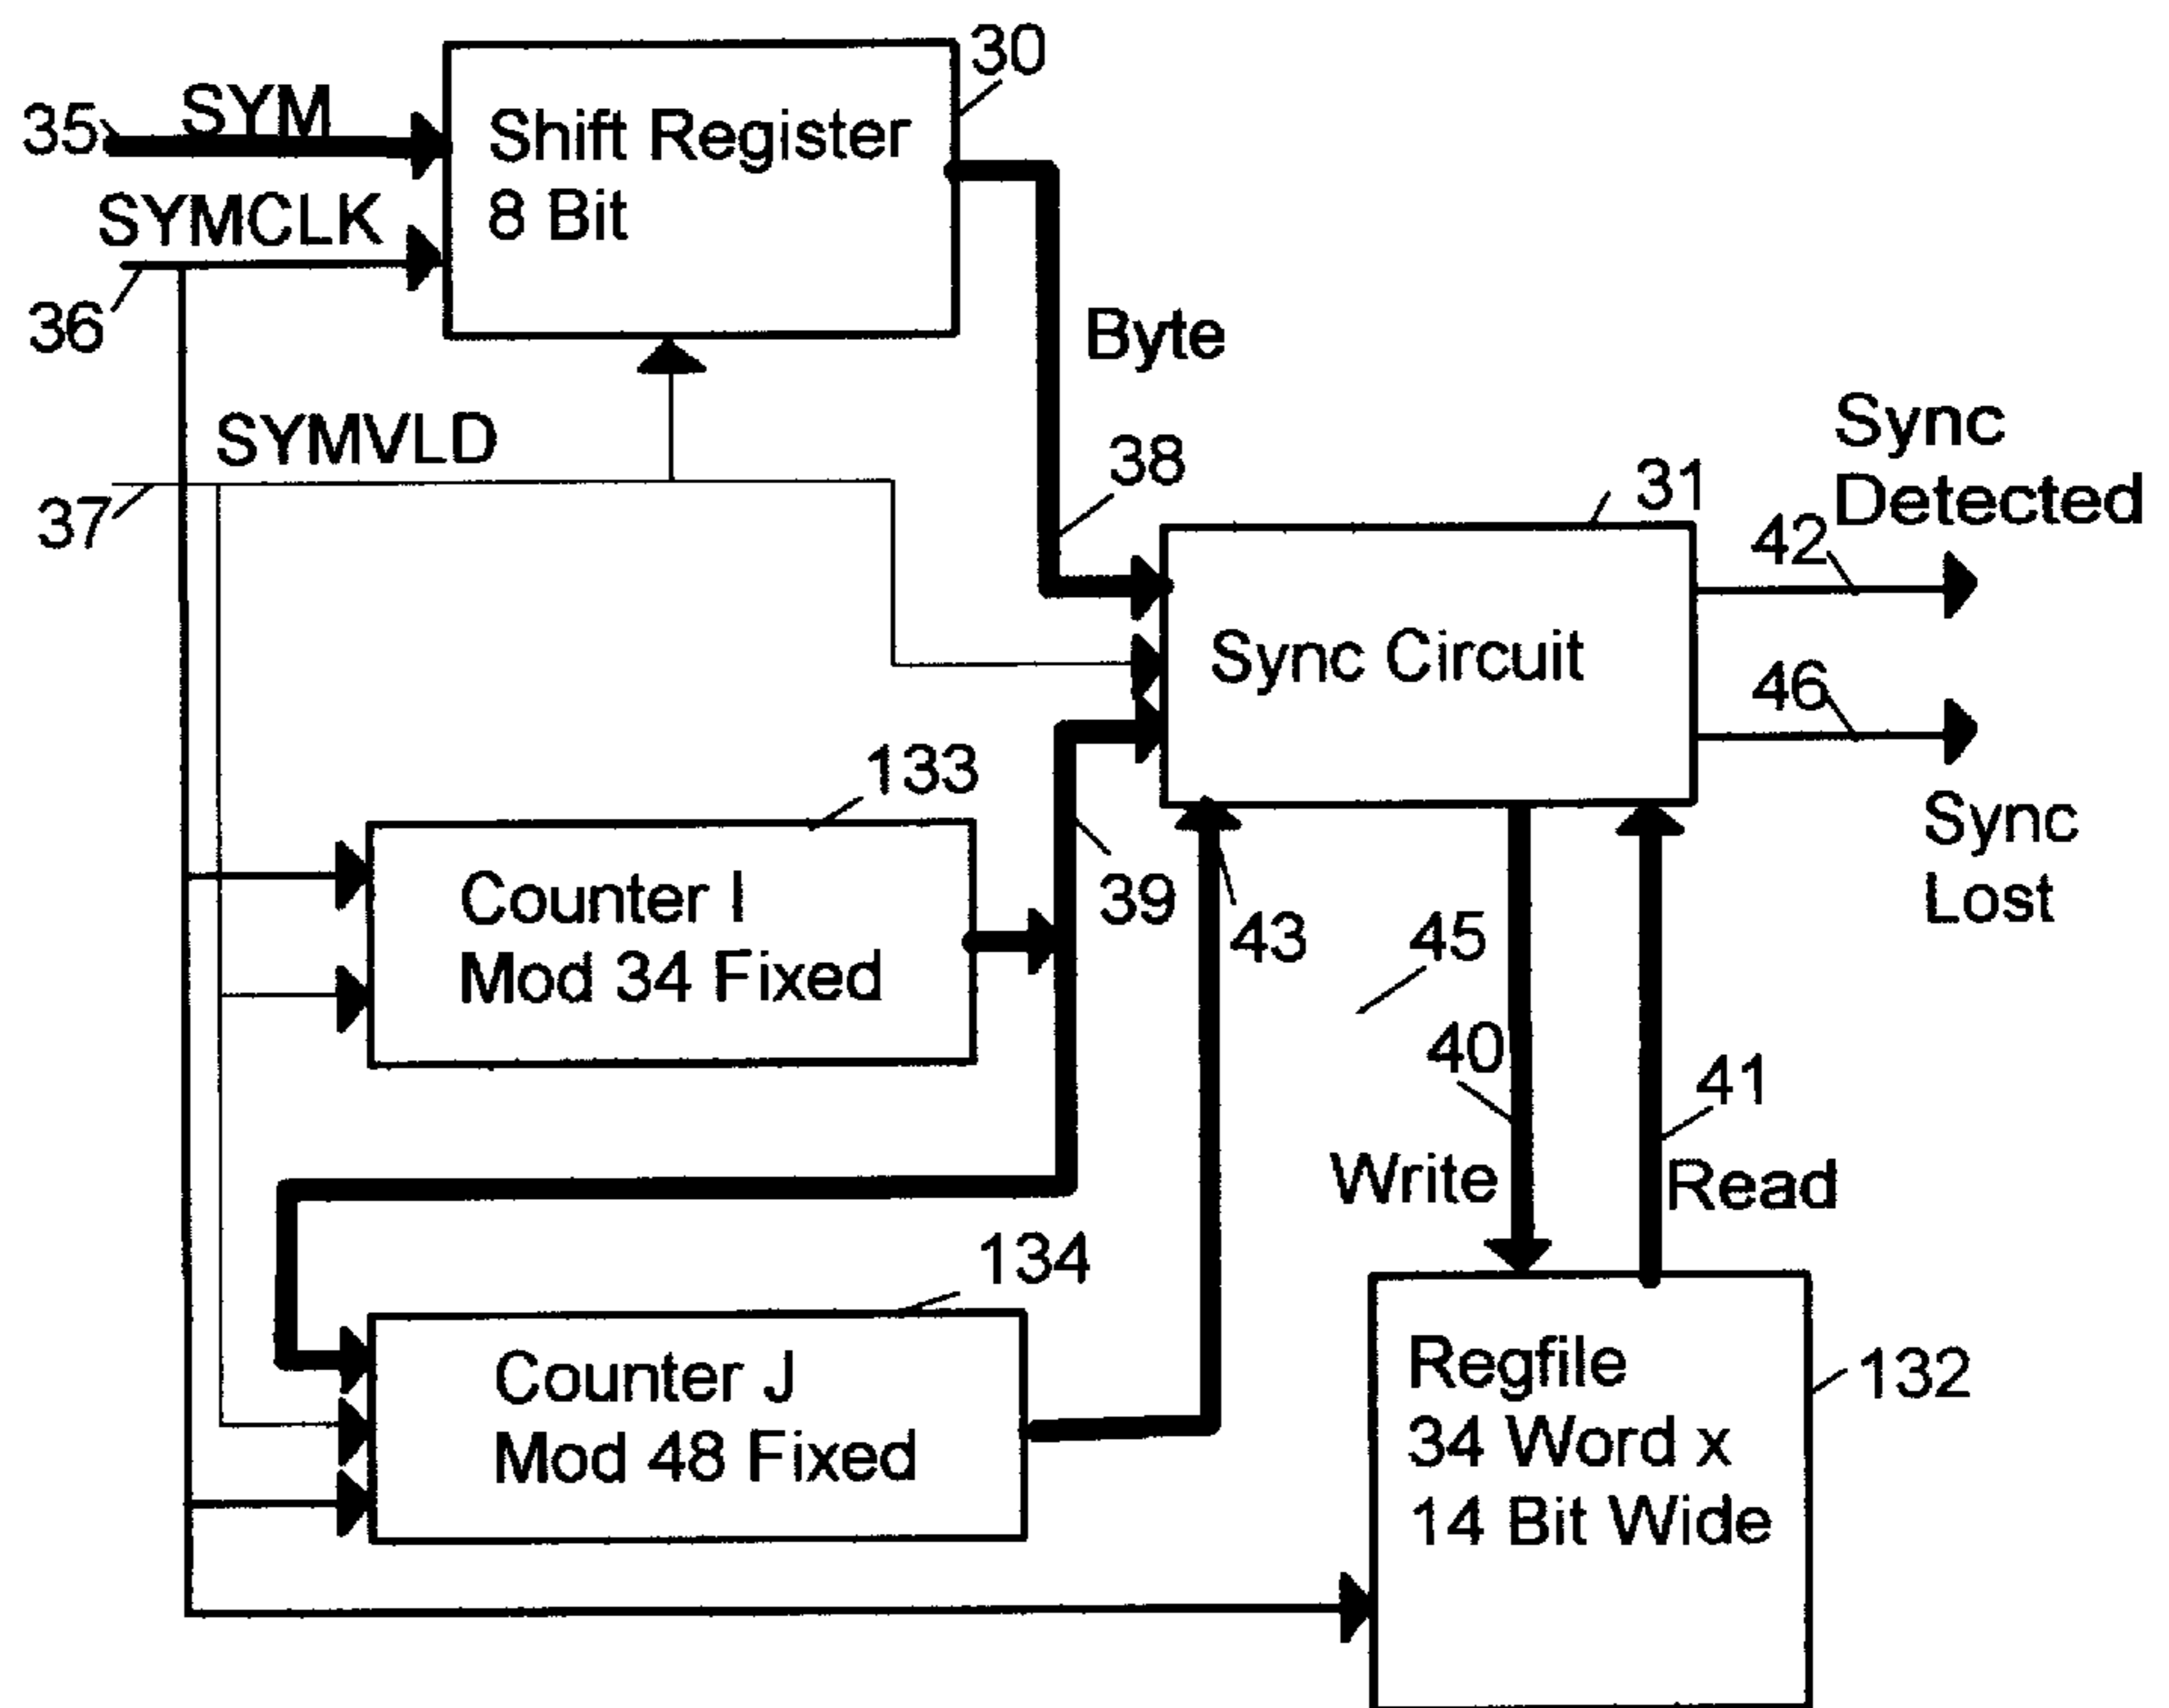 30
35
SYM
Shift Register
8 Bit
SYMCLK
36
Byte
SYMVLD
37
38
31
Sync
Detected
42
Sync Circuit
46
Sync
Lost
133
Counter I
Mod 34 Fixed
39
43
45
40
41
Write
Read
134
Counter J
Mod 48 Fixed
Regfile
34 Word x
14 Bit Wide
132